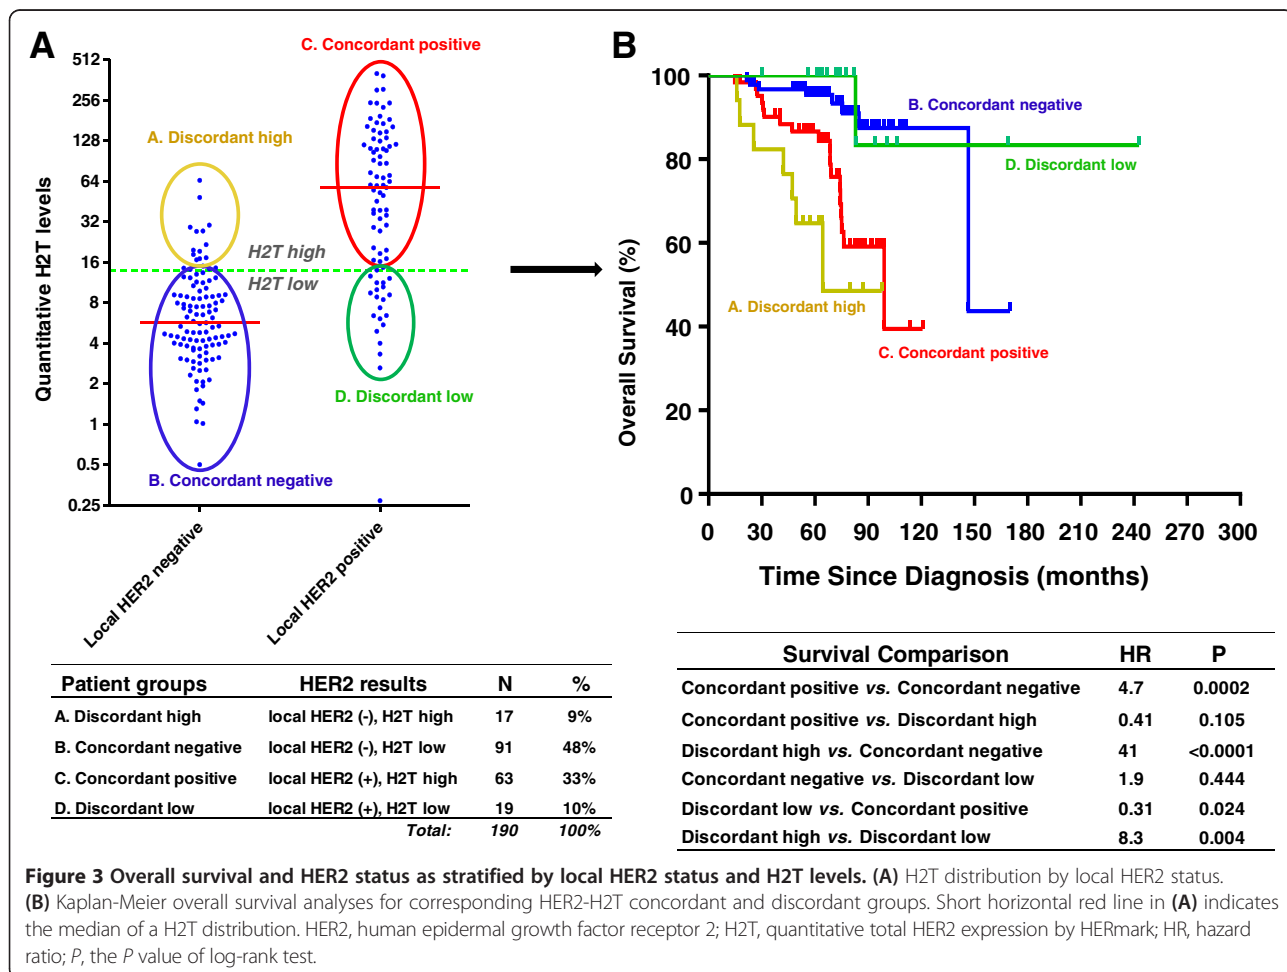 A
C. Concordant positive
A. Discordant high
512
256
128
64
32
16
8
4
2
1
0.5
0.25
Quantitative H2T levels
H2T high
H2T low
D. Discordant low
B. Concordant negative
Local HER2 negative
Local HER2 positive
B
100
80
60
40
20
0
Overall Survival (%)
B. Concordant negative
D. Discordant low
A. Discordant high
C. Concordant positive
0 30 60 90 120 150 180 210 240 270 300
Time Since Diagnosis (months)
Patient groups HER2 results N %
A. Discordant high local HER2 (-), H2T high 17 9%
B. Concordant negative local HER2 (-), H2T low 91 48%
C. Concordant positive local HER2 (+), H2T high 63 33%
D. Discordant low local HER2 (+), H2T low 19 10%
Total: 190 100%
Survival Comparison HR P
Concordant positive vs. Concordant negative 4.7 0.0002
Concordant positive vs. Discordant high 0.41 0.105
Discordant high vs. Concordant negative 41 <0.0001
Concordant negative vs. Discordant low 1.9 0.444
Discordant low vs. Concordant positive 0.31 0.024
Discordant high vs. Discordant low 8.3 0.004
Figure 3 Overall survival and HER2 status as stratified by local HER2 status and H2T levels. (A) H2T distribution by local HER2 status.
(B) Kaplan-Meier overall survival analyses for corresponding HER2-H2T concordant and discordant groups. Short horizontal red line in (A) indicates
the median of a H2T distribution. HER2, human epidermal growth factor receptor 2; H2T, quantitative total HER2 expression by HERmark; HR, hazard
ratio; P, the P value of log-rank test.